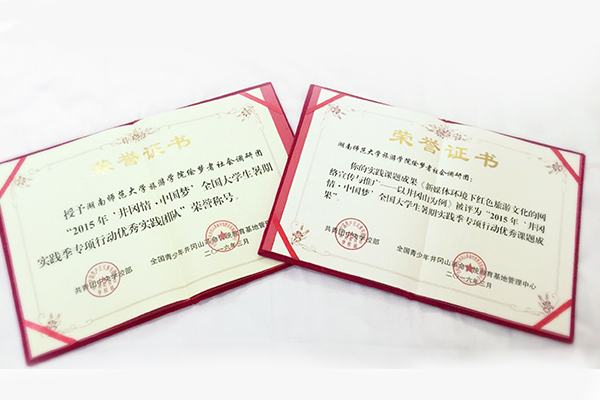 荣誉证书
授予湖南师范大学旅游学院绘梦者社会调研团
“2015年‘井冈情·中国梦’全国大学生暑期
实践季专项行动优秀实践团队”荣誉称号。
共青团中央学校部
全国青少年井冈山革命传统教育基地管理中心
二〇一六年三月
荣誉证书
湖南师范大学旅游学院绘梦者社会调研团：
你的实践课题成果《新媒体环境下红色旅游文化的网
络宣传与推广——以井冈山为例》被评为“2015年‘井冈
情·中国梦’全国大学生暑期实践季专项行动优秀课题成
果”。
共青团中央学校部
全国青少年井冈山革命传统教育基地管理中心
二〇一六年三月